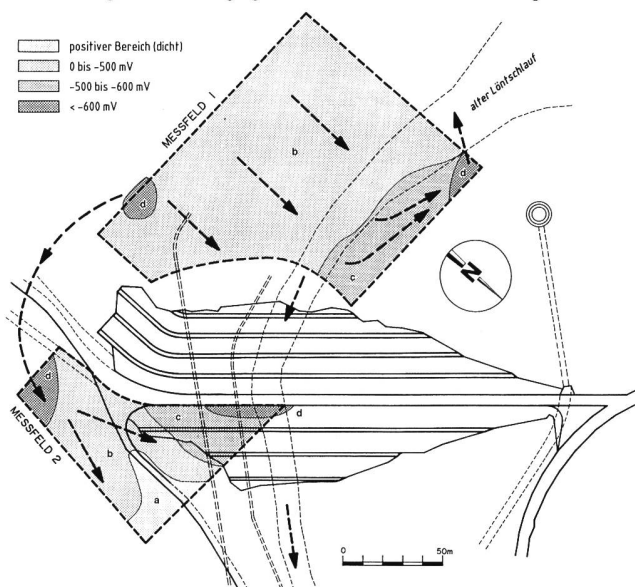 positiver Bereich (dicht)
0 bis -500 mV
-500 bis -600 mV
< -600 mV
MESSFELD 1
alter Löntschlauf
b
d
d
c
N
d
MESSFELD 2
c
d
b
a
0
50m